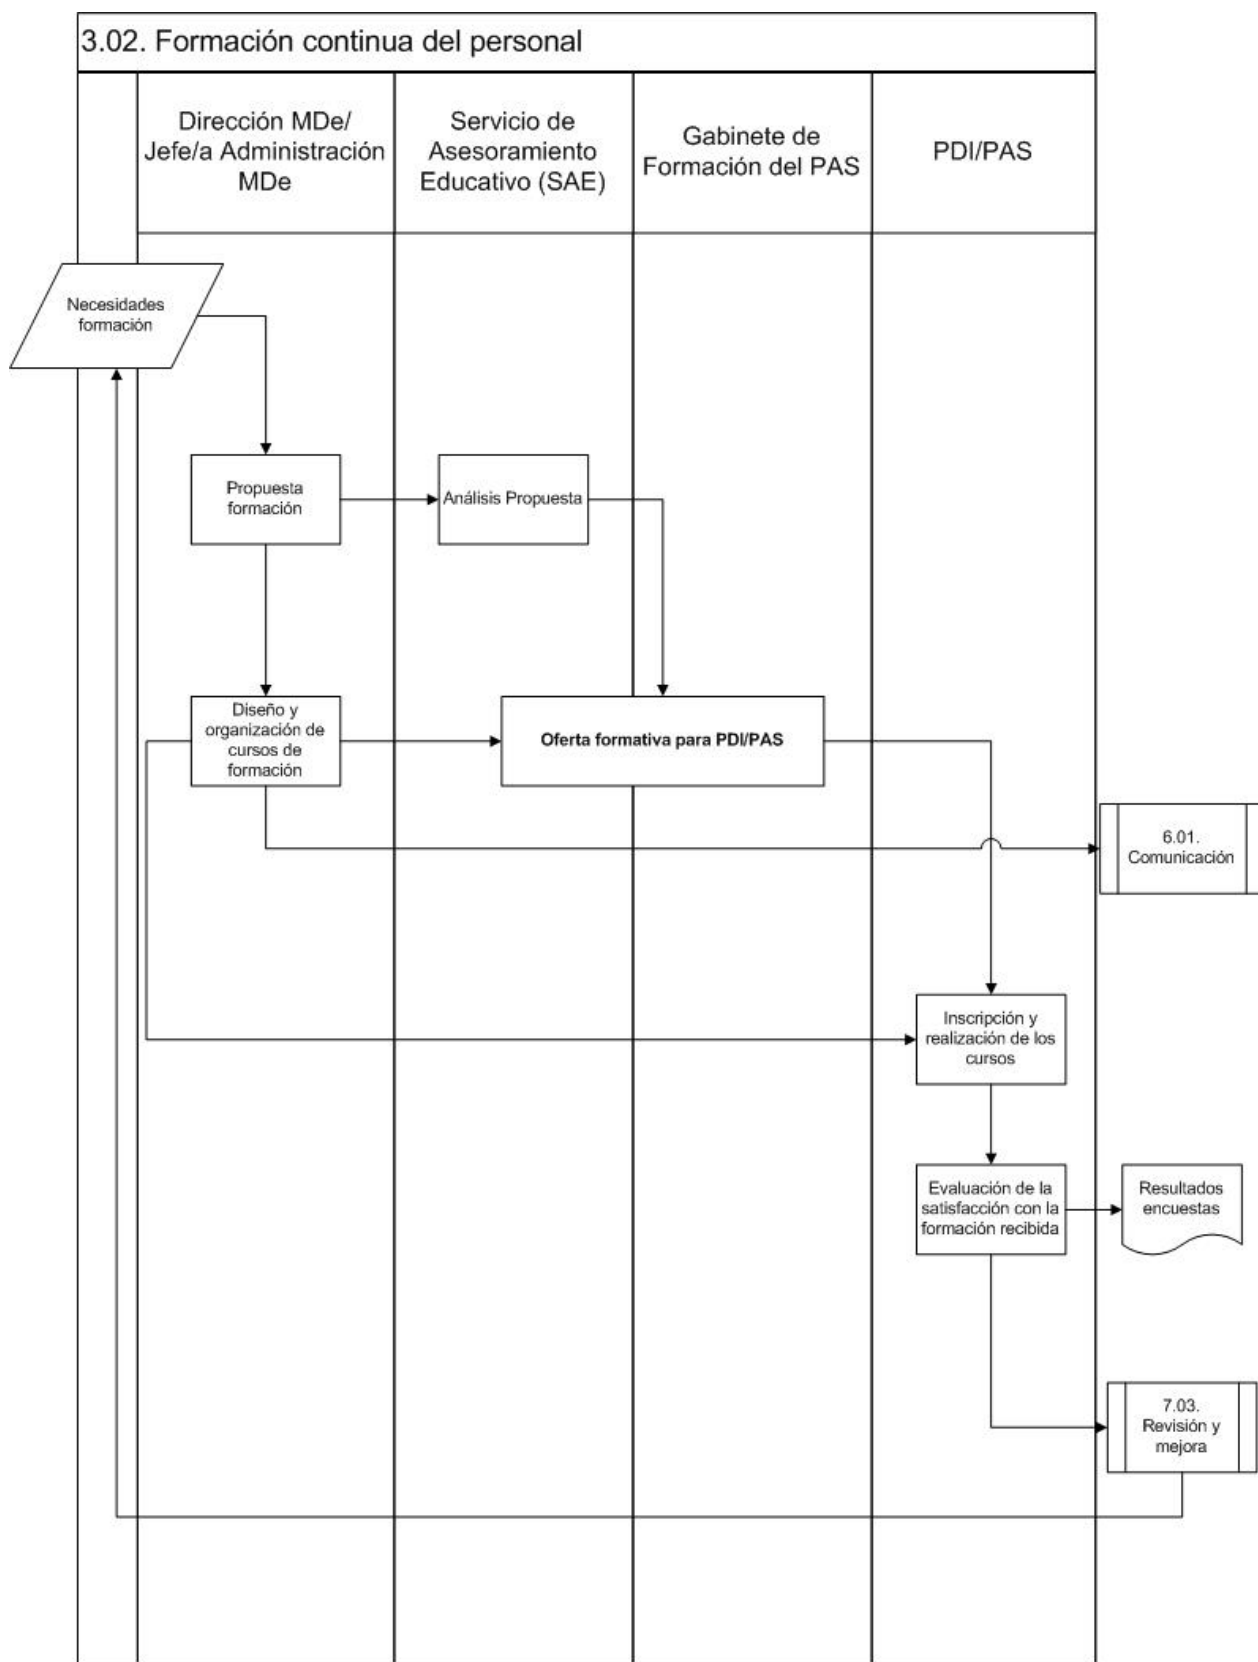 3.02. Formación continua del personal
Dirección MDe/
Jefe/a Administración
MDe
Servicio de
Asesoramiento
Educativo (SAE)
Gabinete de
Formación del PAS
PDI/PAS
Necesidades
formación
Propuesta
formación
Análisis Propuesta
Diseño y
organización de
cursos de
formación
Oferta formativa para PDI/PAS
6.01.
Comunicación
Inscripción y
realización de los
cursos
Evaluación de la
satisfacción con la
formación recibida
Resultados
encuestas
7.03.
Revisión y
mejora